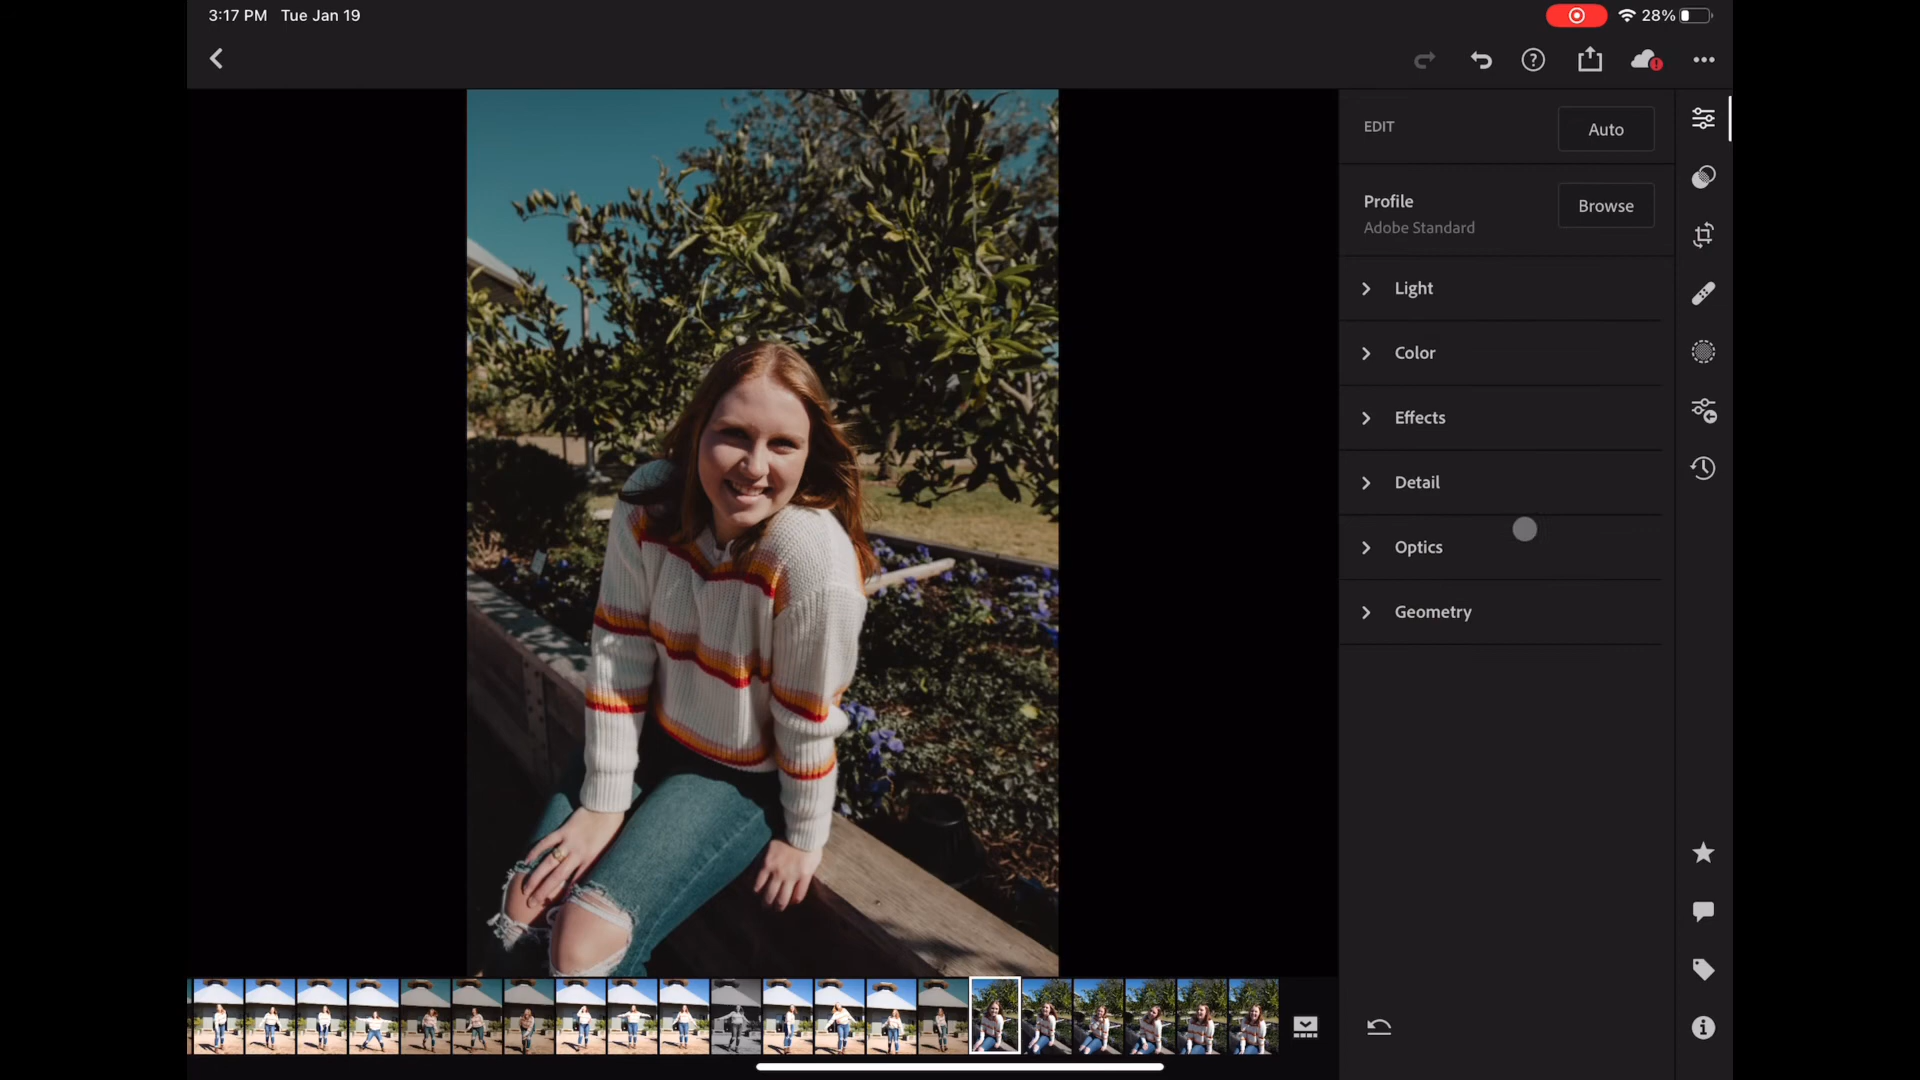 3:17 PM Tue Jan 19
28%
EDIT
Auto
Profile
Adobe Standard
Browse
Light
Color
Effects
Detail
Optics
Geometry